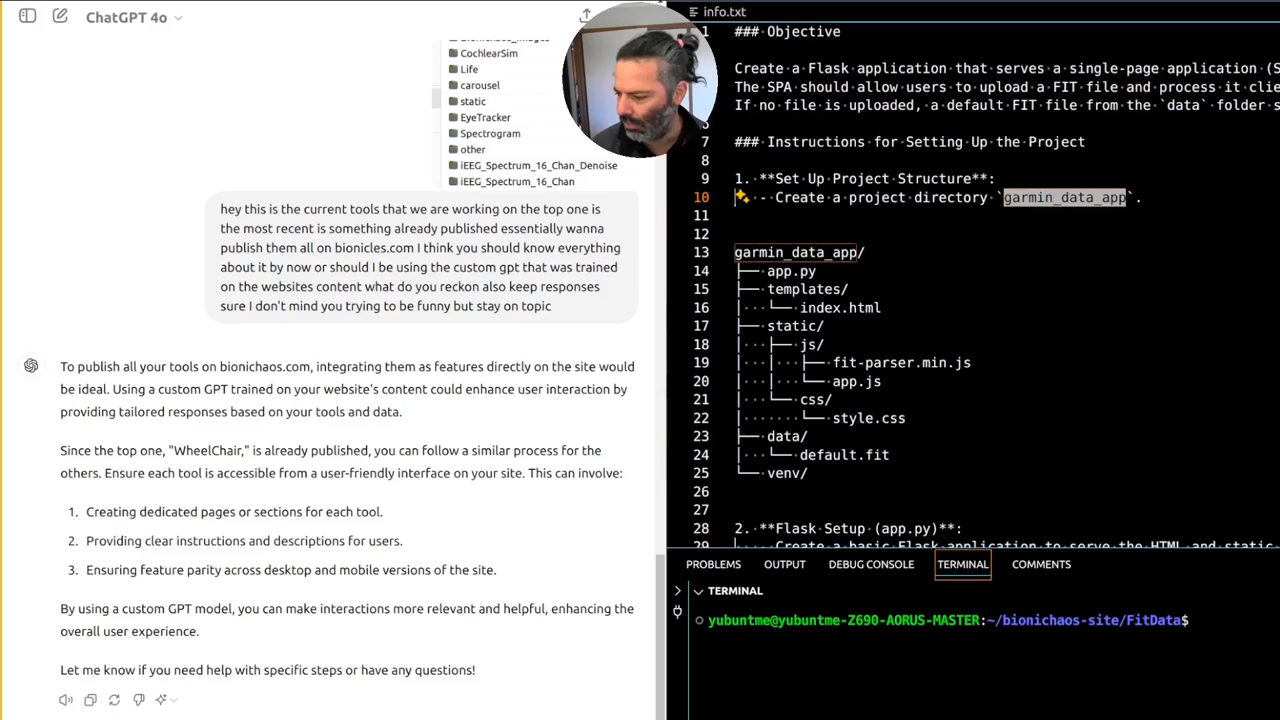 ChatGPT 4o
CochlearSim
Life
carousel
static
EyeTracker
Spectrogram
other
iEEG_Spectrum_16_Chan_Denoise
iEEG_Spectrum_16_Chan
hey this is the current tools that we are working on the top one is
the most recent is something already published essentially wanna
publish them all on bionicles.com I think you should know everything
about it by now or should I be using the custom gpt that was trained
on the websites content what do you reckon also keep responses
sure I don't mind you trying to be funny but stay on topic
To publish all your tools on bionichaos.com, integrating them as features directly on the site would
be ideal. Using a custom GPT trained on your website's content could enhance user interaction by
providing tailored responses based on your tools and data.
Since the top one, "WheelChair," is already published, you can follow a similar process for the
others. Ensure each tool is accessible from a user-friendly interface on your site. This can involve:
1. Creating dedicated pages or sections for each tool.
2. Providing clear instructions and descriptions for users.
3. Ensuring feature parity across desktop and mobile versions of the site.
By using a custom GPT model, you can make interactions more relevant and helpful, enhancing the
overall user experience.
Let me know if you need help with specific steps or have any questions!
info.txt
1 ### Objective
Create a Flask application that serves a single-page application (S
The SPA should allow users to upload a FIT file and process it clie
If no file is uploaded, a default FIT file from the `data` folder s
7 ### Instructions for Setting Up the Project
8
9 1. **Set Up Project Structure**:
10 - Create a project directory `garmin_data_app`.
11
12
13 garmin_data_app/
14 ├── app.py
15 ├── templates/
16 │   └── index.html
17 ├── static/
18 │   ├── js/
19 │   │   ├── fit-parser.min.js
20 │   │   └── app.js
21 │   └── css/
22 │       └── style.css
23 ├── data/
24 │   └── default.fit
25 └── venv/
26
27
28 2. **Flask Setup (app.py)**:
29 - Create a basic Flask application to serve the HTML and static
PROBLEMS OUTPUT DEBUG CONSOLE TERMINAL COMMENTS
TERMINAL
yubuntme@yubuntme-Z690-AORUS-MASTER:~/bionichaos-site/FitData$